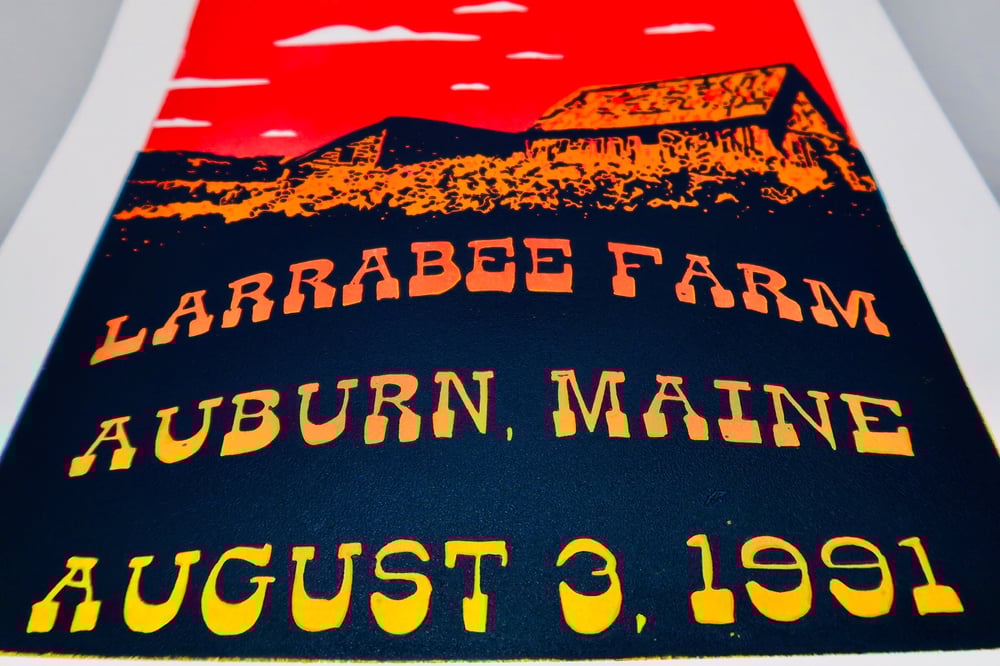 LARRABEE FARM
AUBURN, MAINE
AUGUST 3, 1991